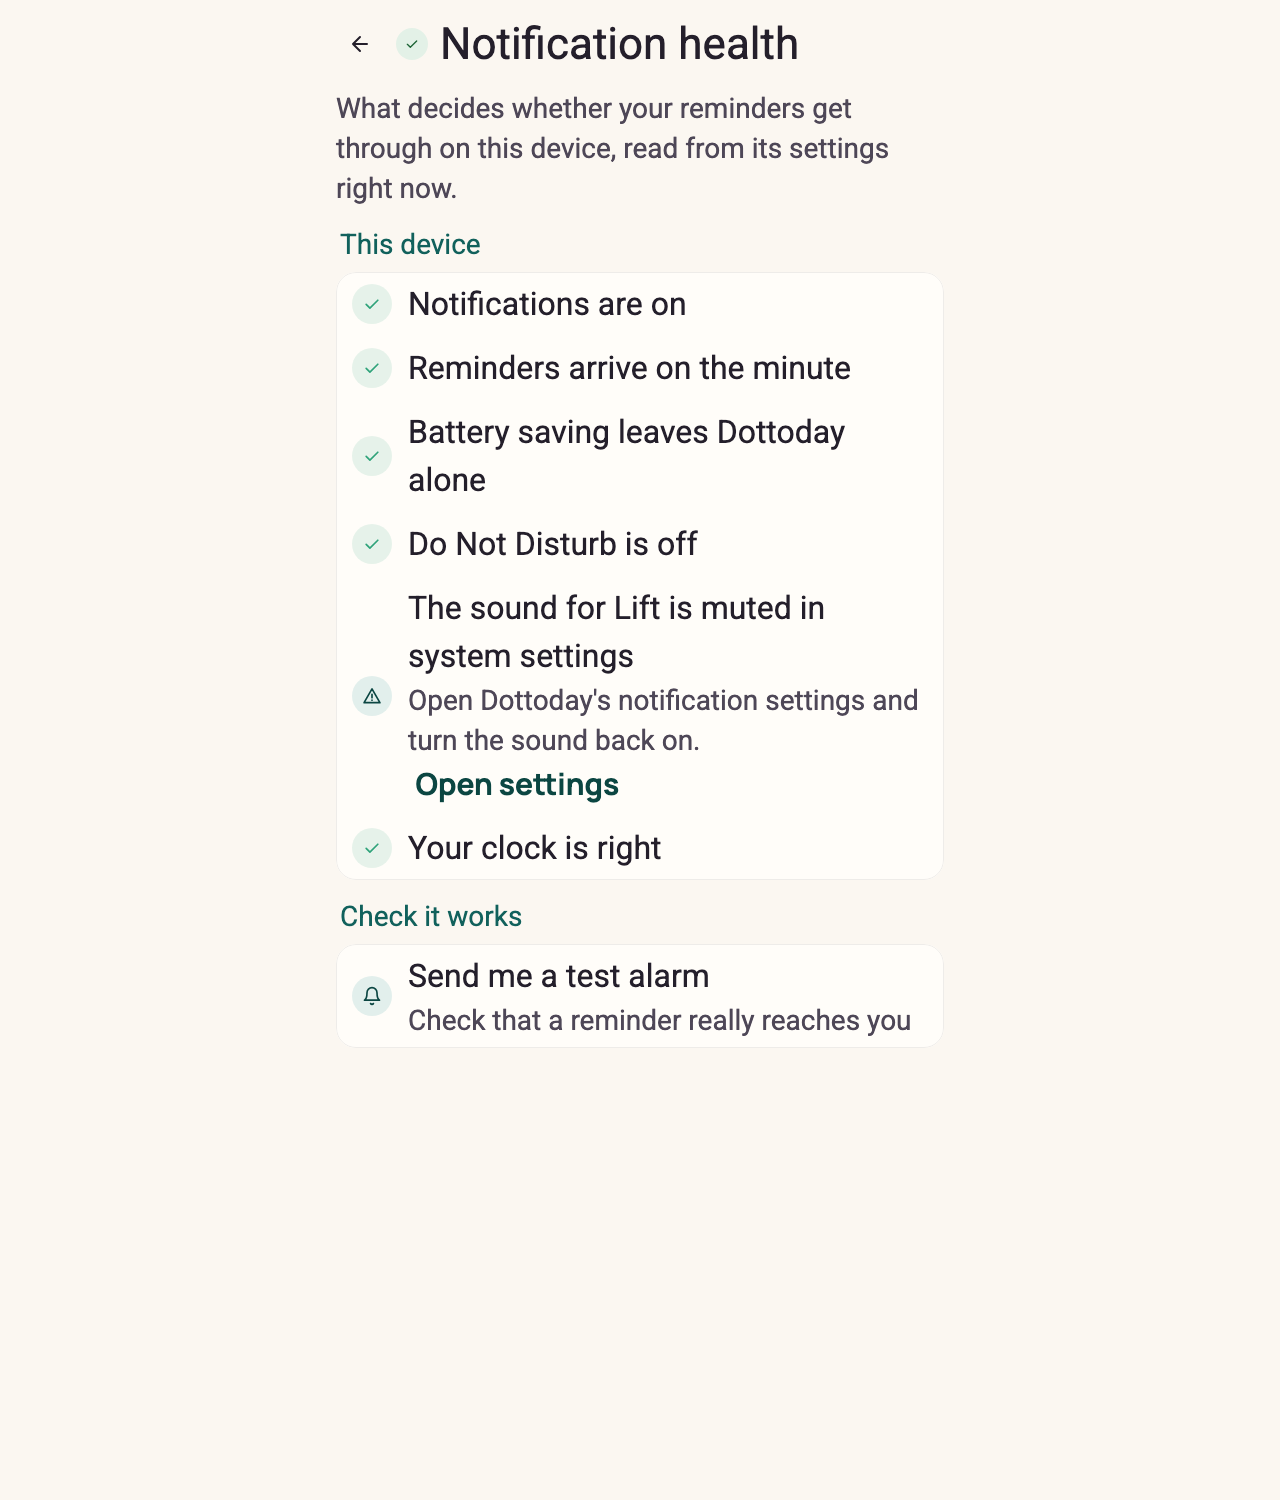 Notification health
What decides whether your reminders get
through on this device, read from its settings
right now.
This device
Notifications are on
Reminders arrive on the minute
Battery saving leaves Dottoday
alone
Do Not Disturb is off
The sound for Lift is muted in
system settings
Open Dottoday's notification settings and
turn the sound back on.
Open settings
Your clock is right
Check it works
Send me a test alarm
Check that a reminder really reaches you